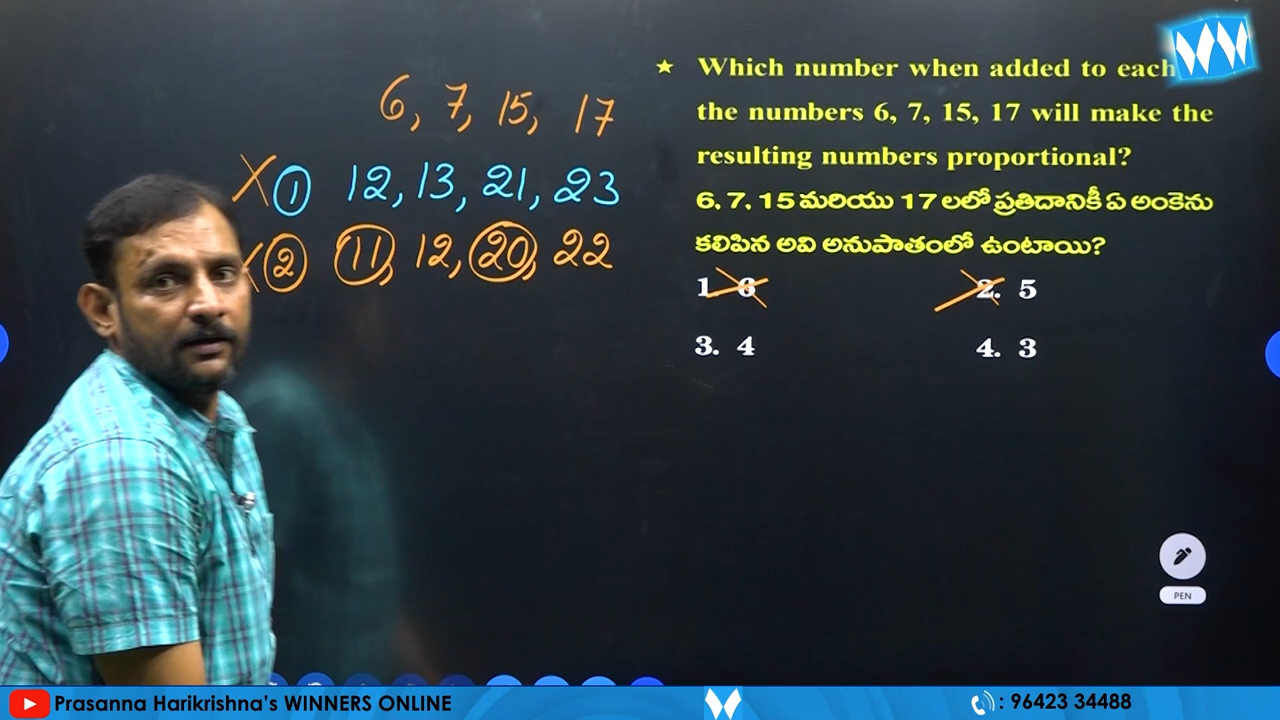 6, 7, 15, 17
X ① 12, 13, 21, 23
X ② 11, 12, 20, 22
★ Which number when added to each
the numbers 6, 7, 15, 17 will make the
resulting numbers proportional?
6, 7, 15 మరియు 17 లలో ప్రతిదానికీ ఏ అంకెను
కలిపిన అవి అనుపాతంలో ఉంటాయి?
1. 6 2. 5
3. 4 4. 3
PEN
Prasanna Harikrishna's WINNERS ONLINE
: 96423 34488